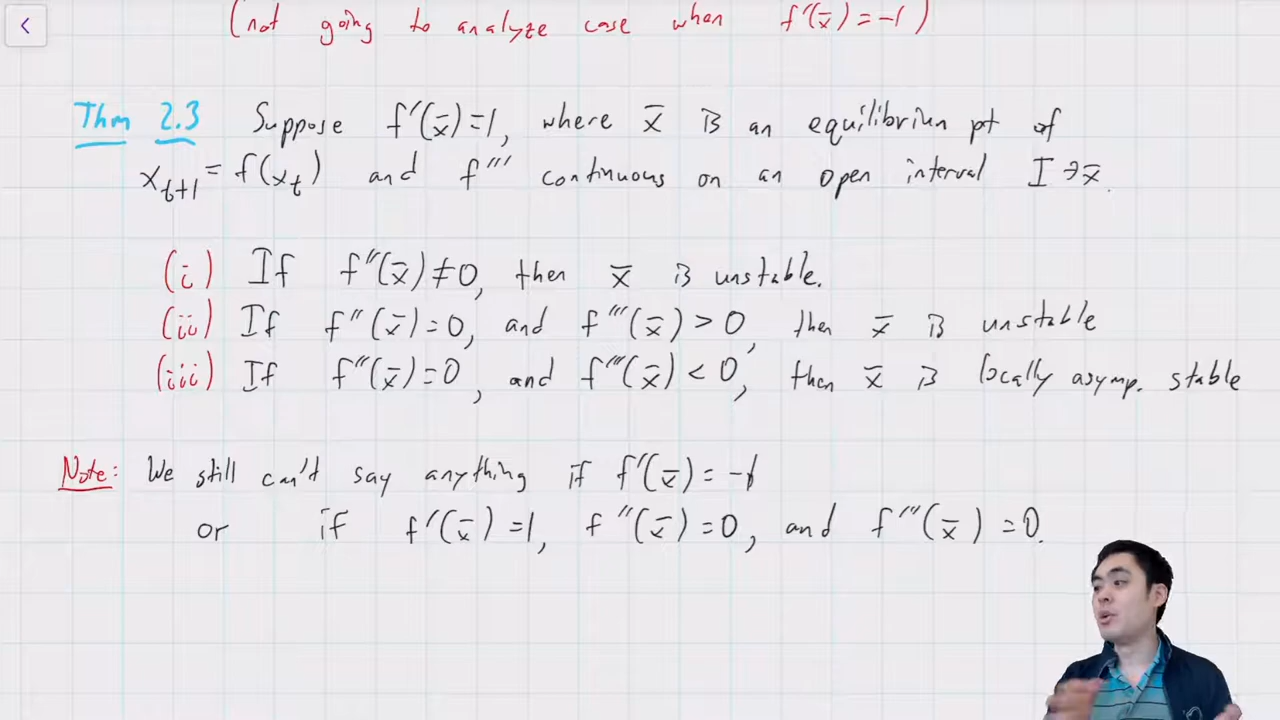 (not going to analyze case when f'(x̄) = -1)
Thm 2.3 Suppose f'(x̄) = 1, where x̄ is an equilibrium pt of
x_{t+1} = f(x_t) and f''' continuous on an open interval I ∋ x̄.
(i) If f''(x̄) ≠ 0, then x̄ is unstable.
(ii) If f''(x̄) = 0, and f'''(x̄) > 0, then x̄ is unstable
(iii) If f''(x̄) = 0, and f'''(x̄) < 0, then x̄ is locally asymp. stable
Note: We still can't say anything if f'(x̄) = -1
or if f'(x̄) = 1, f''(x̄) = 0, and f'''(x̄) = 0.